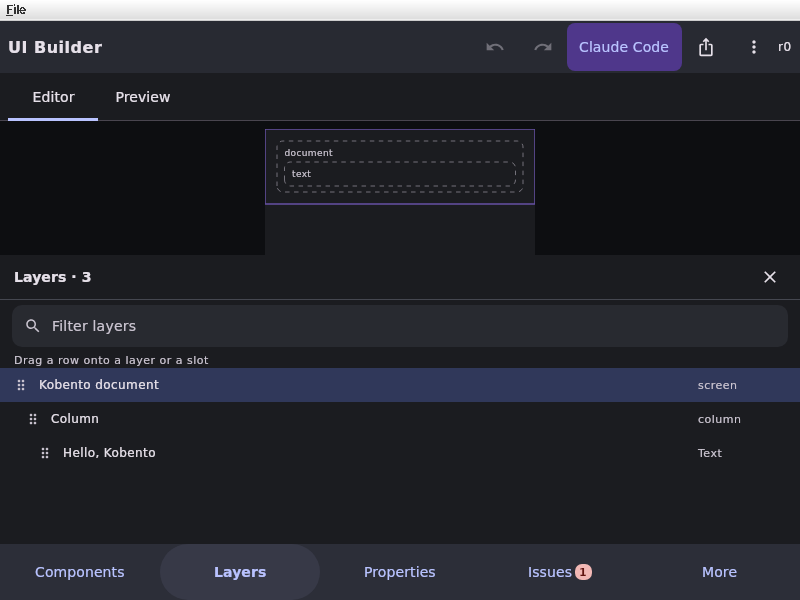 File
UI Builder
Claude Code
r0
Editor
Preview
document
text
Layers · 3
Filter layers
Drag a row onto a layer or a slot
Kobento document
screen
Column
column
Hello, Kobento
Text
Components
Layers
Properties
Issues 1
More